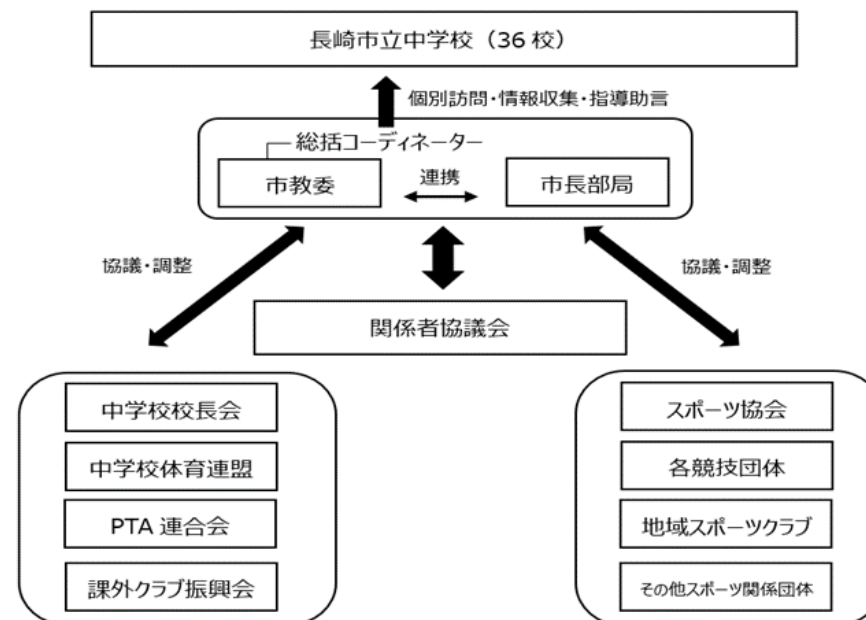 長崎市立中学校（36 校）
個別訪問・情報収集・指導助言
総括コーディネーター
市教委
連携
市長部局
協議・調整
協議・調整
関係者協議会
中学校校長会
中学校体育連盟
PTA 連合会
課外クラブ振興会
スポーツ協会
各競技団体
地域スポーツクラブ
その他スポーツ関係団体